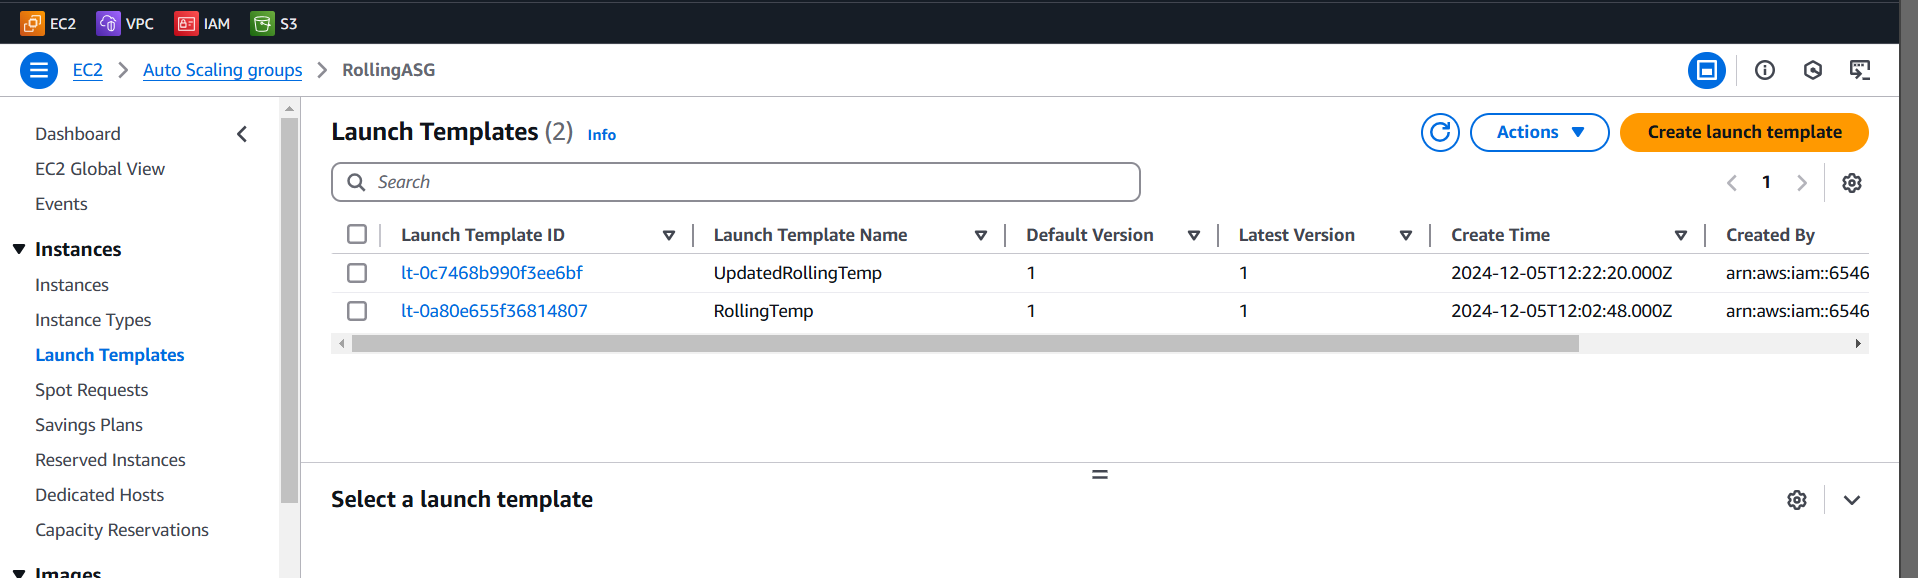 EC2 VPC IAM S3
EC2 Auto Scaling groups RollingASG
Dashboard
EC2 Global View
Events
Instances
Instances
Instance Types
Launch Templates
Spot Requests
Savings Plans
Reserved Instances
Dedicated Hosts
Capacity Reservations
Images
Launch Templates (2) Info
Actions Create launch template
Search
1
Launch Template ID Launch Template Name Default Version Latest Version Create Time Created By
lt-0c7468b990f3ee6bf UpdatedRollingTemp 1 1 2024-12-05T12:22:20.000Z arn:aws:iam::6546
lt-0a80e655f36814807 RollingTemp 1 1 2024-12-05T12:02:48.000Z arn:aws:iam::6546
Select a launch template